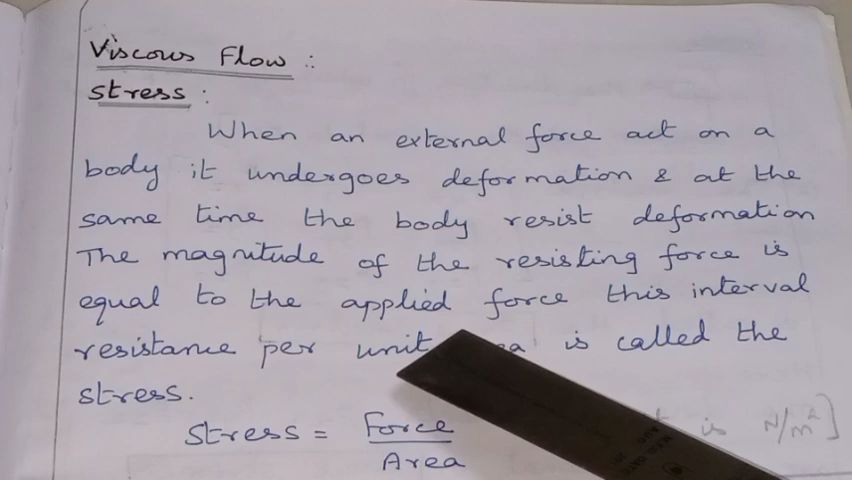 Viscous Flow :
Stress :
When an external force act on a
body it undergoes deformation & at the
same time the body resist deformation
The magnitude of the resisting force is
equal to the applied force this interval
resistance per unit is called the
stress.
Stress = Force
Area
is N/m²]